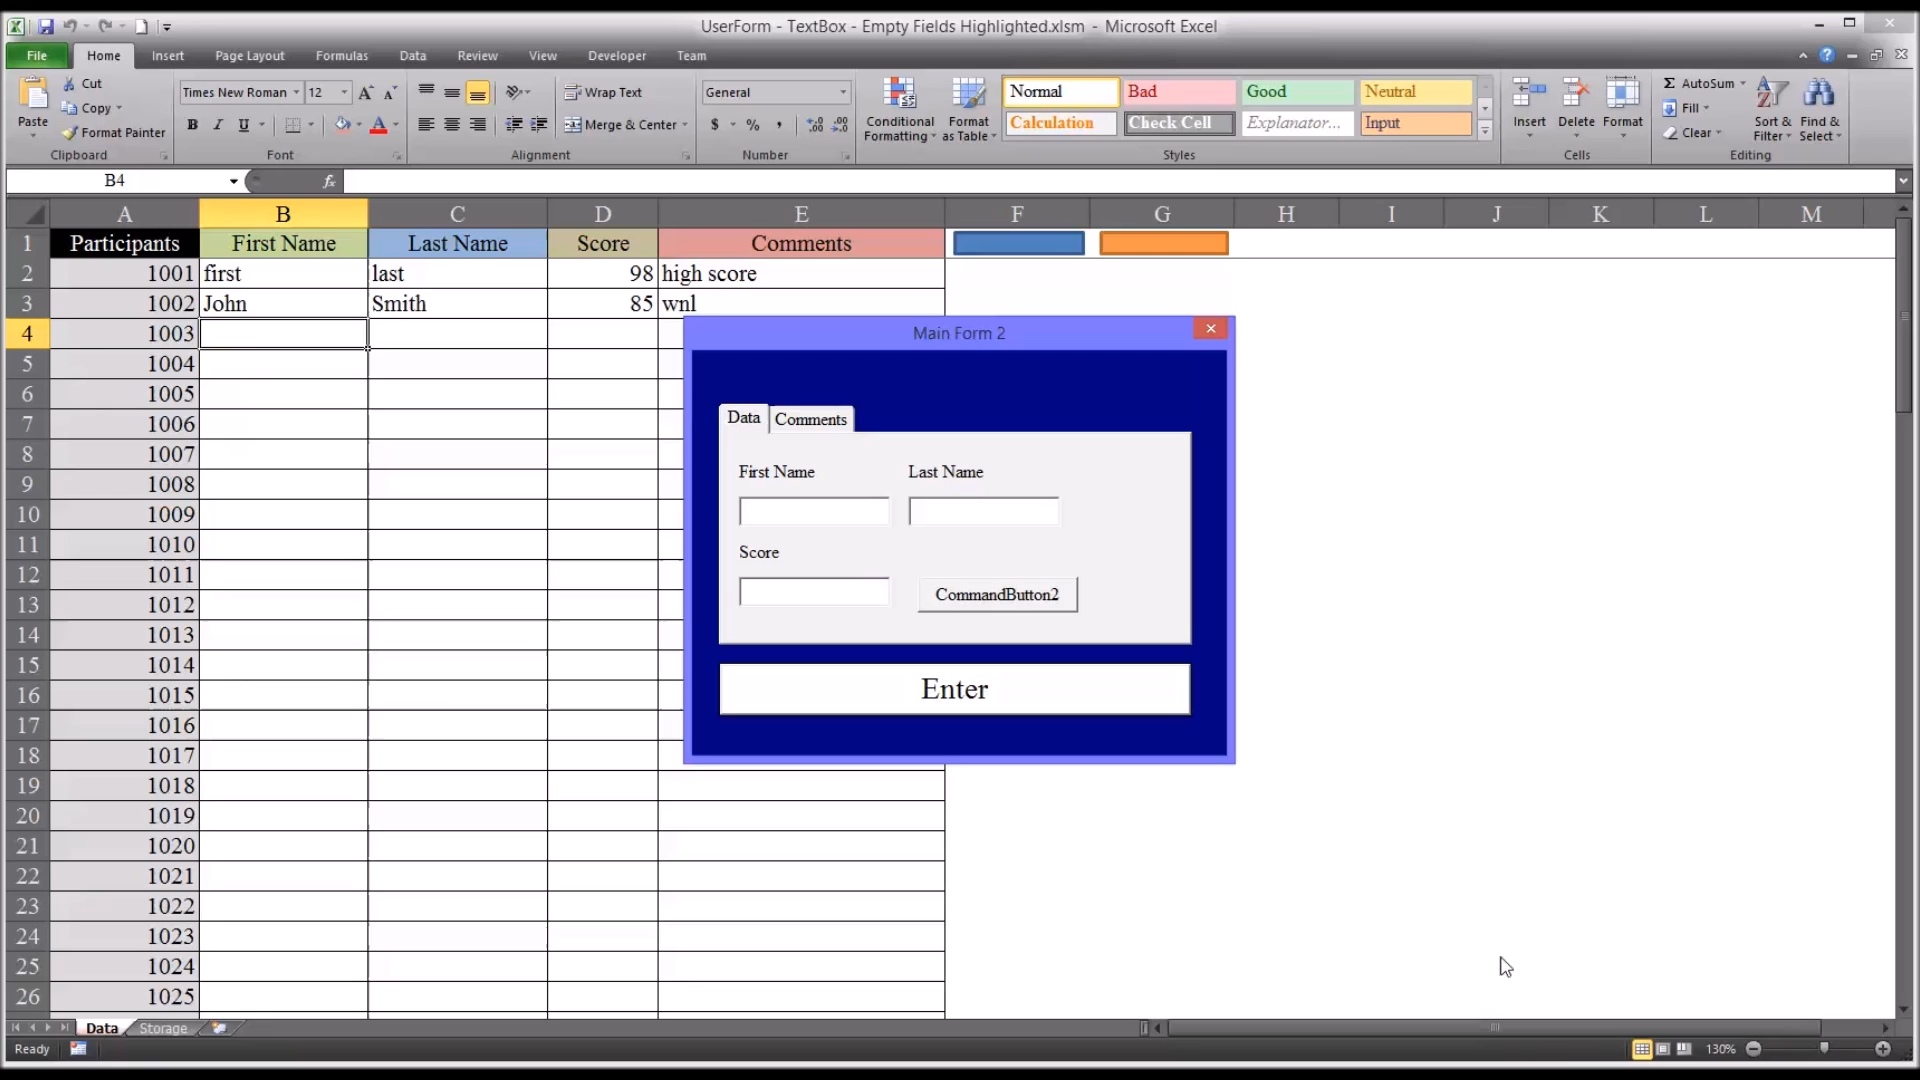 UserForm - TextBox - Empty Fields Highlighted.xlsm - Microsoft Excel
File Home Insert Page Layout Formulas Data Review View Developer Team
Paste
Cut
Copy
Format Painter
Clipboard
Times New Roman 12
B I U
Font
Wrap Text
Merge & Center
Alignment
General
$ % ,
Number
Conditional Formatting
Format as Table
Normal Bad Good Neutral
Calculation Check Cell Explanator... Input
Styles
Insert Delete Format
Cells
Σ AutoSum
Fill
Clear
Sort & Filter
Find & Select
Editing
B4 fx
A B C D E F G H I J K L M
1 Participants First Name Last Name Score Comments
2 1001 first last 98 high score
3 1002 John Smith 85 wnl
4 1003
5 1004
6 1005
7 1006
8 1007
9 1008
10 1009
11 1010
12 1011
13 1012
14 1013
15 1014
16 1015
17 1016
18 1017
19 1018
20 1019
21 1020
22 1021
23 1022
24 1023
25 1024
26 1025
Main Form 2
Data Comments
First Name Last Name
Score
CommandButton2
Enter
Data Storage
Ready 130%